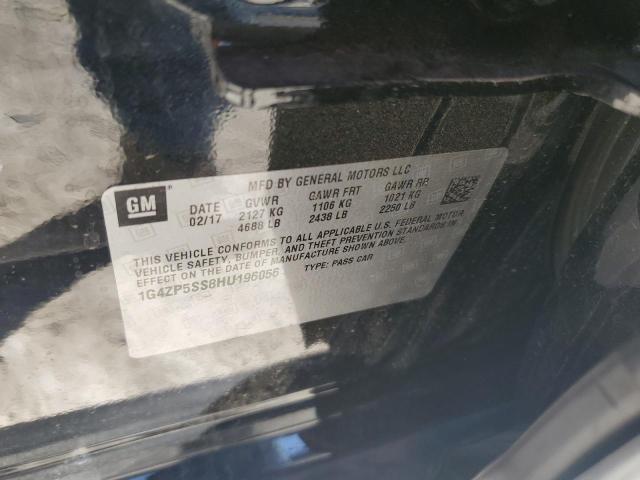 MFD BY GENERAL MOTORS LLC
GM
DATE GVWR GAWR FRT GAWR RR
02/17 2127 KG 1106 KG 1021 KG
4688 LB 2438 LB 2250 LB
THIS VEHICLE CONFORMS TO ALL APPLICABLE U.S. FEDERAL MOTOR
VEHICLE SAFETY, BUMPER, AND THEFT PREVENTION STANDARDS IN
EFFECT ON THE DATE OF MANUFACTURE SHOWN ABOVE.
1G4ZP5SS8HU196056 TYPE: PASS CAR